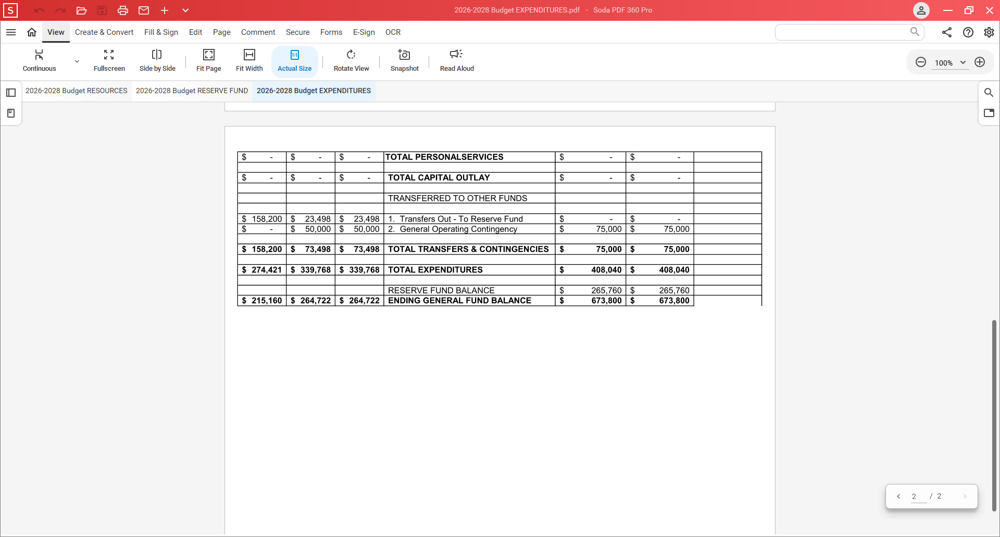 S
2026-2028 Budget EXPENDITURES.pdf - Soda PDF 360 Pro
View Create & Convert Fill & Sign Edit Page Comment Secure Forms E-Sign OCR
Continuous Fullscreen Side by Side Fit Page Fit Width 1:1 Actual Size Rotate View Snapshot Read Aloud 100%
2026-2028 Budget RESOURCES 2026-2028 Budget RESERVE FUND 2026-2028 Budget EXPENDITURES
$ - $ - $ - TOTAL PERSONALSERVICES $ - $ -
$ - $ - $ - TOTAL CAPITAL OUTLAY $ - $ -
TRANSFERRED TO OTHER FUNDS
$ 158,200 $ 23,498 $ 23,498 1. Transfers Out - To Reserve Fund $ - $ -
$ - $ 50,000 $ 50,000 2. General Operating Contingency $ 75,000 $ 75,000
$ 158,200 $ 73,498 $ 73,498 TOTAL TRANSFERS & CONTINGENCIES $ 75,000 $ 75,000
$ 274,421 $ 339,768 $ 339,768 TOTAL EXPENDITURES $ 408,040 $ 408,040
RESERVE FUND BALANCE $ 265,760 $ 265,760
$ 215,160 $ 264,722 $ 264,722 ENDING GENERAL FUND BALANCE $ 673,800 $ 673,800
2 / 2